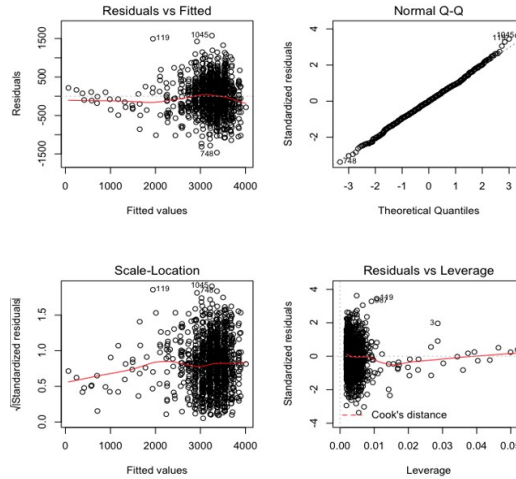 Residuals vs Fitted
Residuals
1500
500
-500
-1500
119
1045
748
0 1000 2000 3000 4000
Fitted values
Normal Q-Q
Standardized residuals
4
2
0
-2
1045
748
-3 -2 -1 0 1 2 3
Theoretical Quantiles
Scale-Location
√|Standardized residuals|
1.5
1.0
0.5
0.0
119
1045
748
0 1000 2000 3000 4000
Fitted values
Residuals vs Leverage
Standardized residuals
4
2
0
-2
-4
119
3
Cook's distance
0.00 0.01 0.02 0.03 0.04 0.05
Leverage